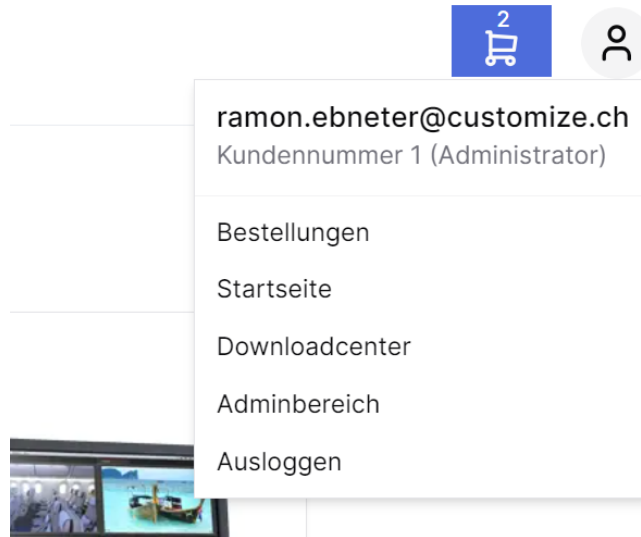 2
ramon.ebneter@customize.ch
Kundennummer 1 (Administrator)
Bestellungen
Startseite
Downloadcenter
Adminbereich
Ausloggen